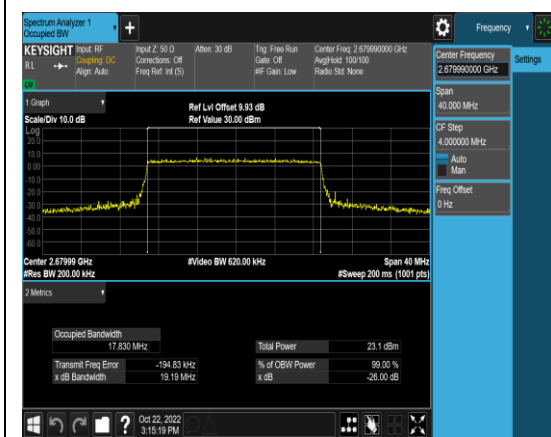 Spectrum Analyzer 1
Occupied BW
Frequency
KEYSIGHT
RL
Input: RF
Coupling: DC
Align: Auto
Input Z: 50 Ω
Corrections: Off
Freq Ref: Int (S)
Atten: 30 dB
Trig: Free Run
Gate: Off
#IF Gain: Low
Center Freq: 2.679990000 GHz
Avg|Hold: 100/100
Radio Std: None
Center Frequency
2.679990000 GHz
Settings
Span
40.000 MHz
CF Step
4.000000 MHz
Auto
Man
Freq Offset
0 Hz
1 Graph
Scale/Div 10.0 dB
Ref Lvl Offset 9.93 dB
Ref Value 30.00 dBm
Log
20.0
10.0
0.00
-10.0
-20.0
-30.0
-40.0
-50.0
-60.0
Center 2.67999 GHz
#Res BW 200.00 kHz
#Video BW 620.00 kHz
Span 40 MHz
#Sweep 200 ms (1001 pts)
2 Metrics
Occupied Bandwidth
17.830 MHz
Total Power 23.1 dBm
Transmit Freq Error -194.83 kHz
% of OBW Power 99.00 %
x dB Bandwidth 19.19 MHz
x dB -26.00 dB
?
Oct 22, 2022
3:15:19 PM